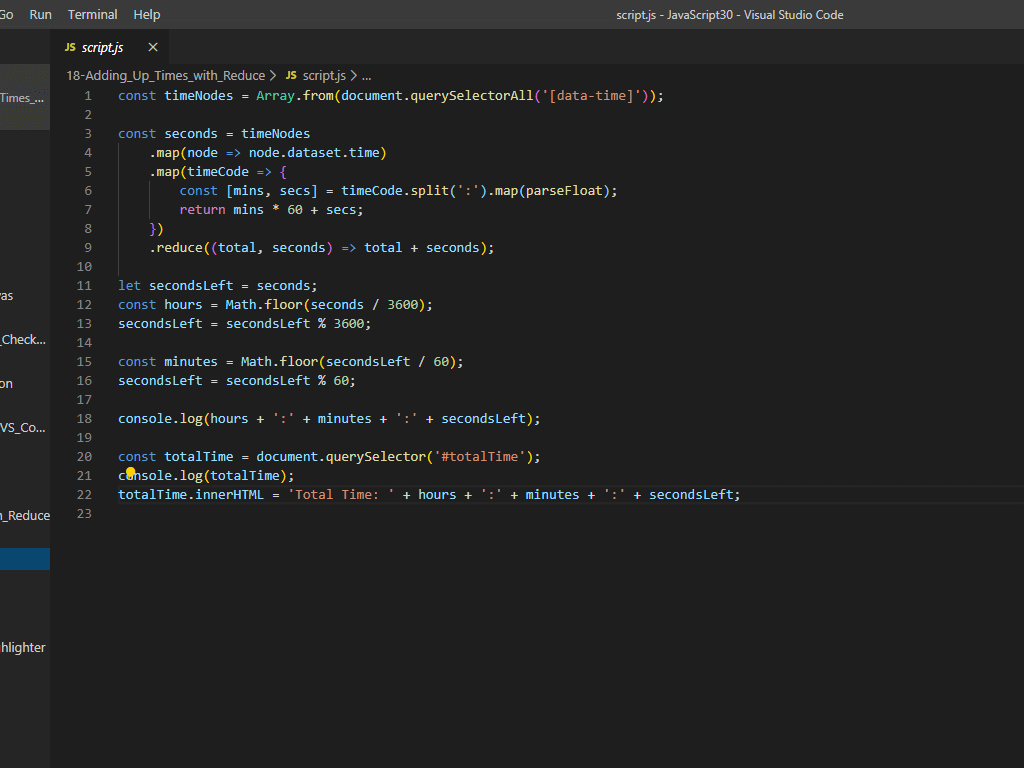 Go Run Terminal Help script.js - JavaScript30 - Visual Studio Code
JS script.js ×
18-Adding_Up_Times_with_Reduce > JS script.js > ...
Times_...
1 const timeNodes = Array.from(document.querySelectorAll('[data-time]'));
2
3 const seconds = timeNodes
4 .map(node => node.dataset.time)
5 .map(timeCode => {
6 const [mins, secs] = timeCode.split(':').map(parseFloat);
7 return mins * 60 + secs;
8 })
9 .reduce((total, seconds) => total + seconds);
10
11 let secondsLeft = seconds;
12 const hours = Math.floor(seconds / 3600);
13 secondsLeft = secondsLeft % 3600;
14
15 const minutes = Math.floor(secondsLeft / 60);
16 secondsLeft = secondsLeft % 60;
17
18 console.log(hours + ':' + minutes + ':' + secondsLeft);
19
20 const totalTime = document.querySelector('#totalTime');
21 console.log(totalTime);
22 totalTime.innerHTML = 'Total Time: ' + hours + ':' + minutes + ':' + secondsLeft;
23
as
_Check...
on
VS_Co...
_Reduce
hlighter